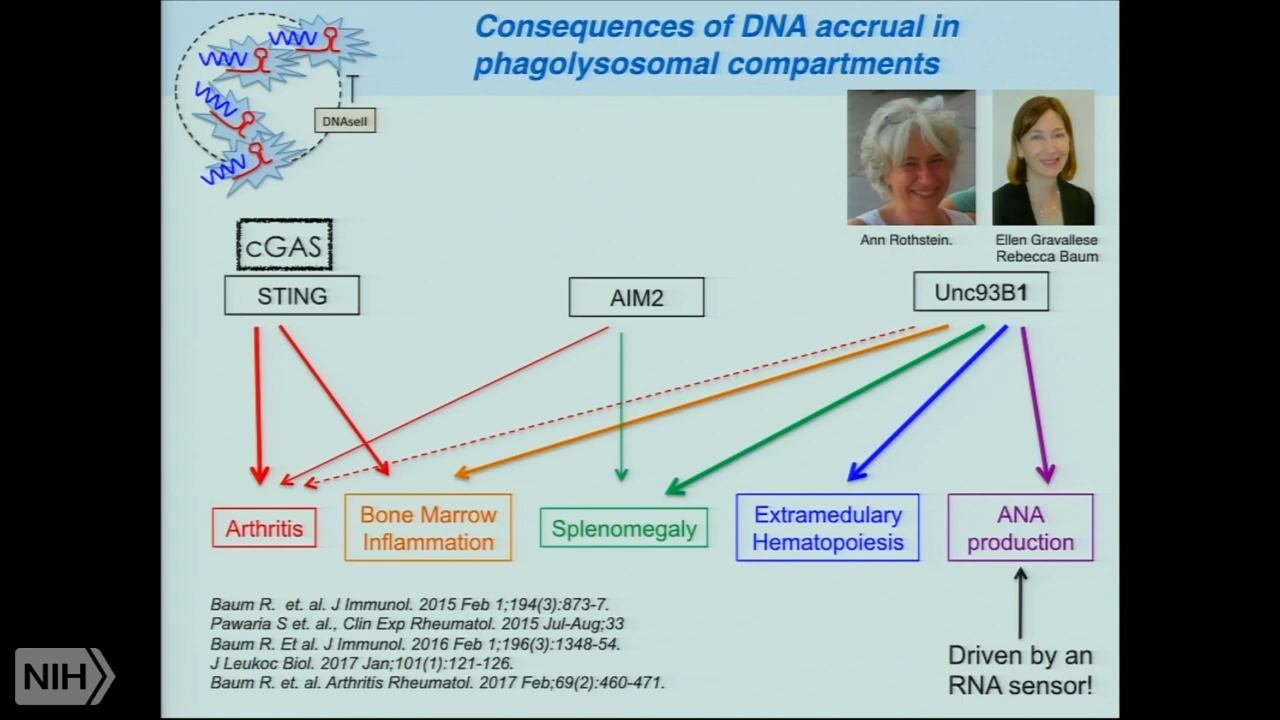 Consequences of DNA accrual in
phagolysosomal compartments
DNAseII
Ann Rothstein.
Ellen Gravallese
Rebecca Baum
cGAS
STING
AIM2
Unc93B1
Arthritis
Bone Marrow
Inflammation
Splenomegaly
Extramedulary
Hematopoiesis
ANA
production
Baum R. et. al. J Immunol. 2015 Feb 1;194(3):873-7.
Pawaria S et. al., Clin Exp Rheumatol. 2015 Jul-Aug;33
Baum R. Et al. J Immunol. 2016 Feb 1;196(3):1348-54.
J Leukoc Biol. 2017 Jan;101(1):121-126.
Baum R. et. al. Arthritis Rheumatol. 2017 Feb;69(2):460-471.
Driven by an
RNA sensor!
NIH